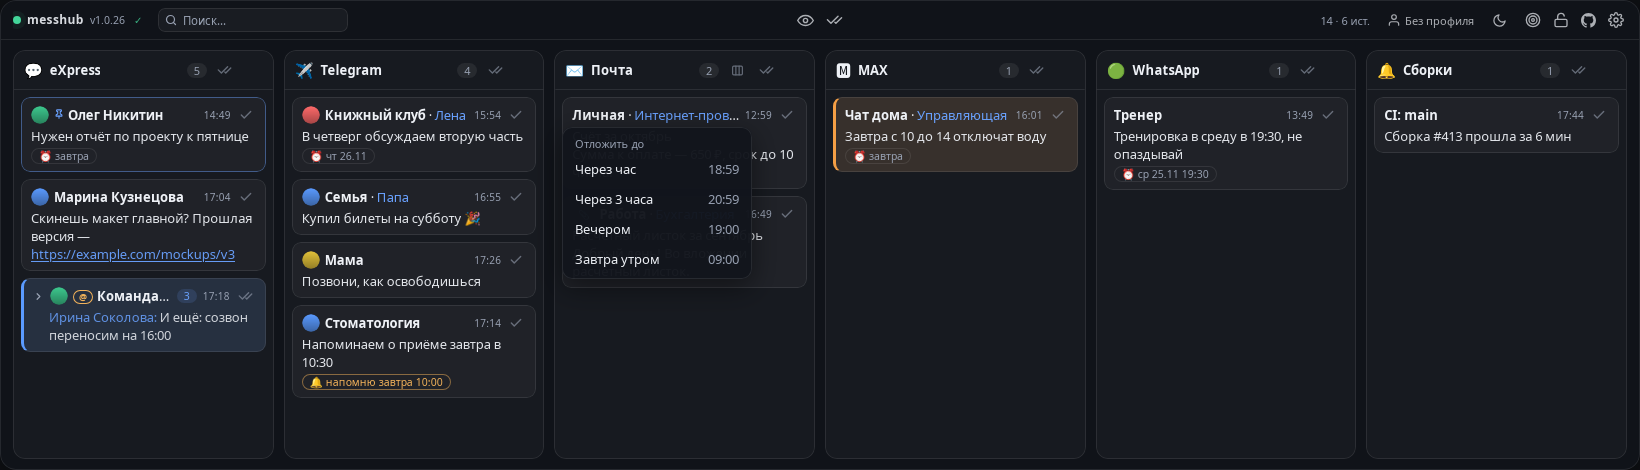 messhub v1.0.26 ✓ Поиск... 14 · 6 ист. Без профиля
💬 eXpress 5
Олег Никитин 14:49
Нужен отчёт по проекту к пятнице
⏰ завтра
Марина Кузнецова 17:04
Скинешь макет главной? Прошлая
версия —
https://example.com/mockups/v3
@ Команда... 3 17:18
Ирина Соколова: И ещё: созвон
переносим на 16:00
Telegram 4
Книжный клуб · Лена 15:54
В четверг обсуждаем вторую часть
⏰ чт 26.11
Семья · Папа 16:55
Купил билеты на субботу 🎉
Мама 17:26
Позвони, как освободишься
Стоматология 17:14
Напоминаем о приёме завтра в
10:30
🔔 напомню завтра 10:00
Почта 2
Личная · Интернет-пров... 12:59
до 10
Отложить до
Через час 18:59
Через 3 часа 20:59
Вечером 19:00
Завтра утром 09:00
Работа
6:49
M MAX 1
Чат дома · Управляющая 16:01
Завтра с 10 до 14 отключат воду
⏰ завтра
WhatsApp 1
Тренер 13:49
Тренировка в среду в 19:30, не
опаздывай
⏰ ср 25.11 19:30
🔔 Сборки 1
CI: main 17:44
Сборка #413 прошла за 6 мин